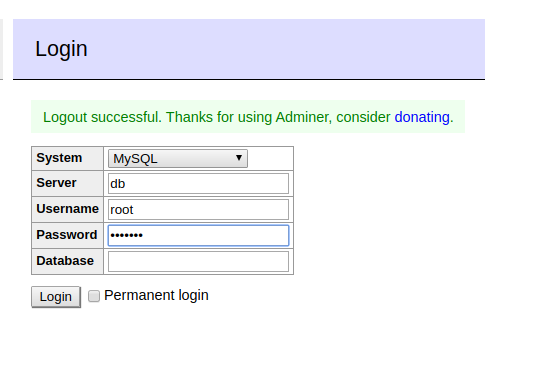 Login
Logout successful. Thanks for using Adminer, consider donating.
System MySQL
Server db
Username root
Password •••••••
Database
Login Permanent login